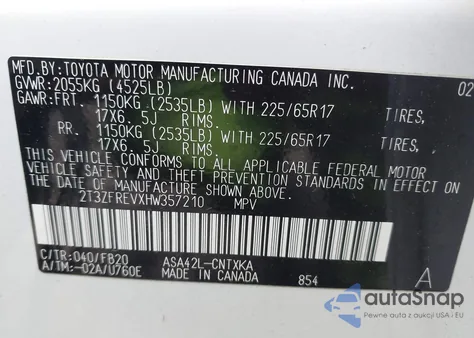 MFD. BY: TOYOTA MOTOR MANUFACTURING CANADA INC. 02
GVWR: 2055KG (4525LB)
GAWR: FRT. 1150KG (2535LB) WITH 225/65R17 TIRES,
17X6. 5J RIMS.
RR. 1150KG (2535LB) WITH 225/65R17 TIRES,
17X6. 5J RIMS.
THIS VEHICLE CONFORMS TO ALL APPLICABLE FEDERAL MOTOR
VEHICLE SAFETY AND THEFT PREVENTION STANDARDS IN EFFECT ON
THE DATE OF MANUFACTURE SHOWN ABOVE.
2T3ZFREVXHW357210 MPV
C/TR: 040/FB20 ASA42L-CNTXKA
A/TM: -02A/U760E MADE IN CANADA 854 A
autoSnap
Pewne auta z aukcji USA i EU